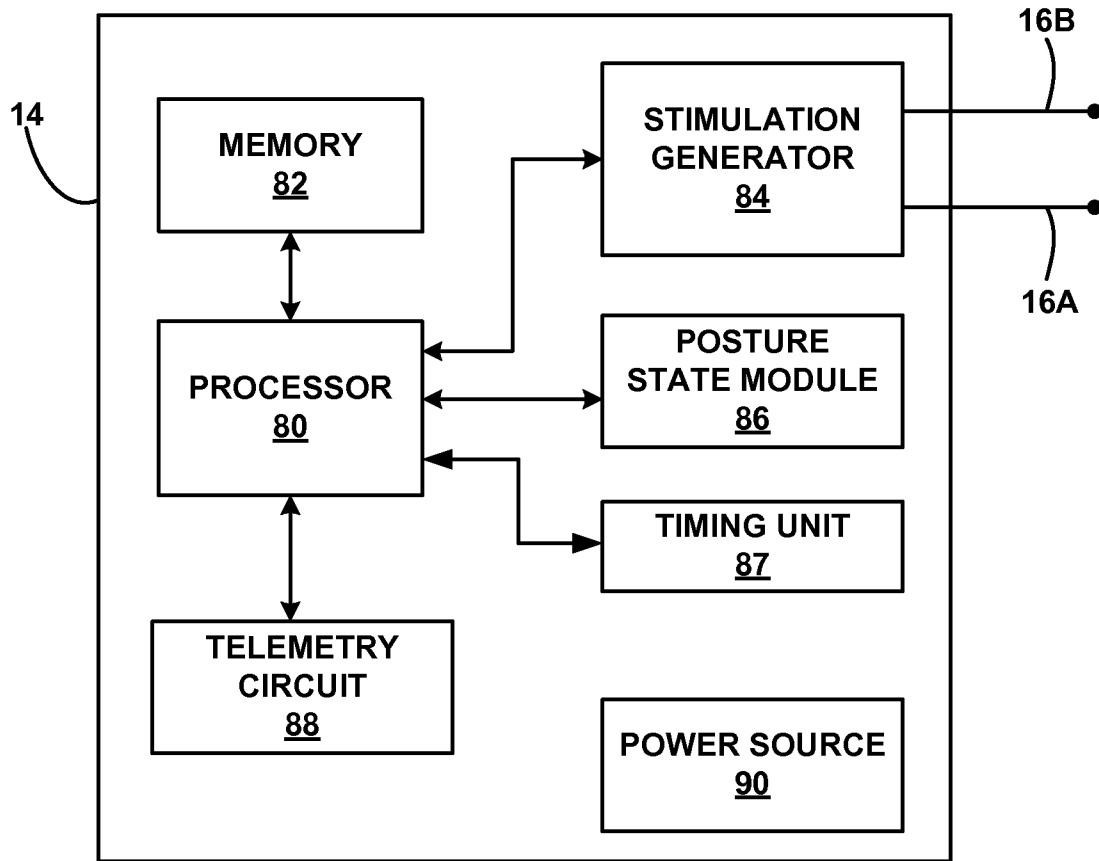 16B
14
MEMORY
82
STIMULATION
GENERATOR
84
16A
PROCESSOR
80
POSTURE
STATE MODULE
86
TIMING UNIT
87
TELEMETRY
CIRCUIT
88
POWER SOURCE
90